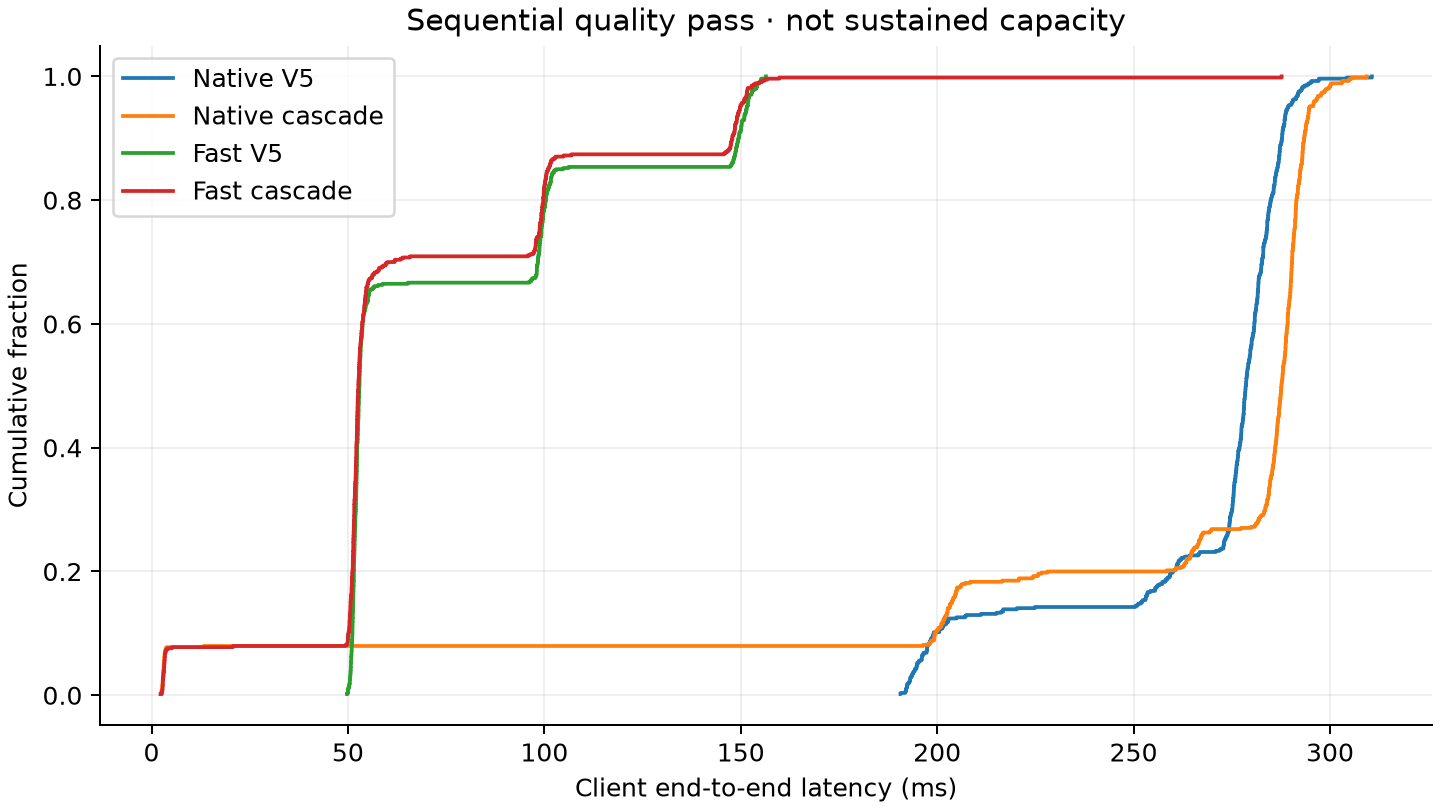 Sequential quality pass · not sustained capacity
Native V5
Native cascade
Fast V5
Fast cascade
Cumulative fraction
1.0
0.8
0.6
0.4
0.2
0.0
0
50
100
150
200
250
300
Client end-to-end latency (ms)